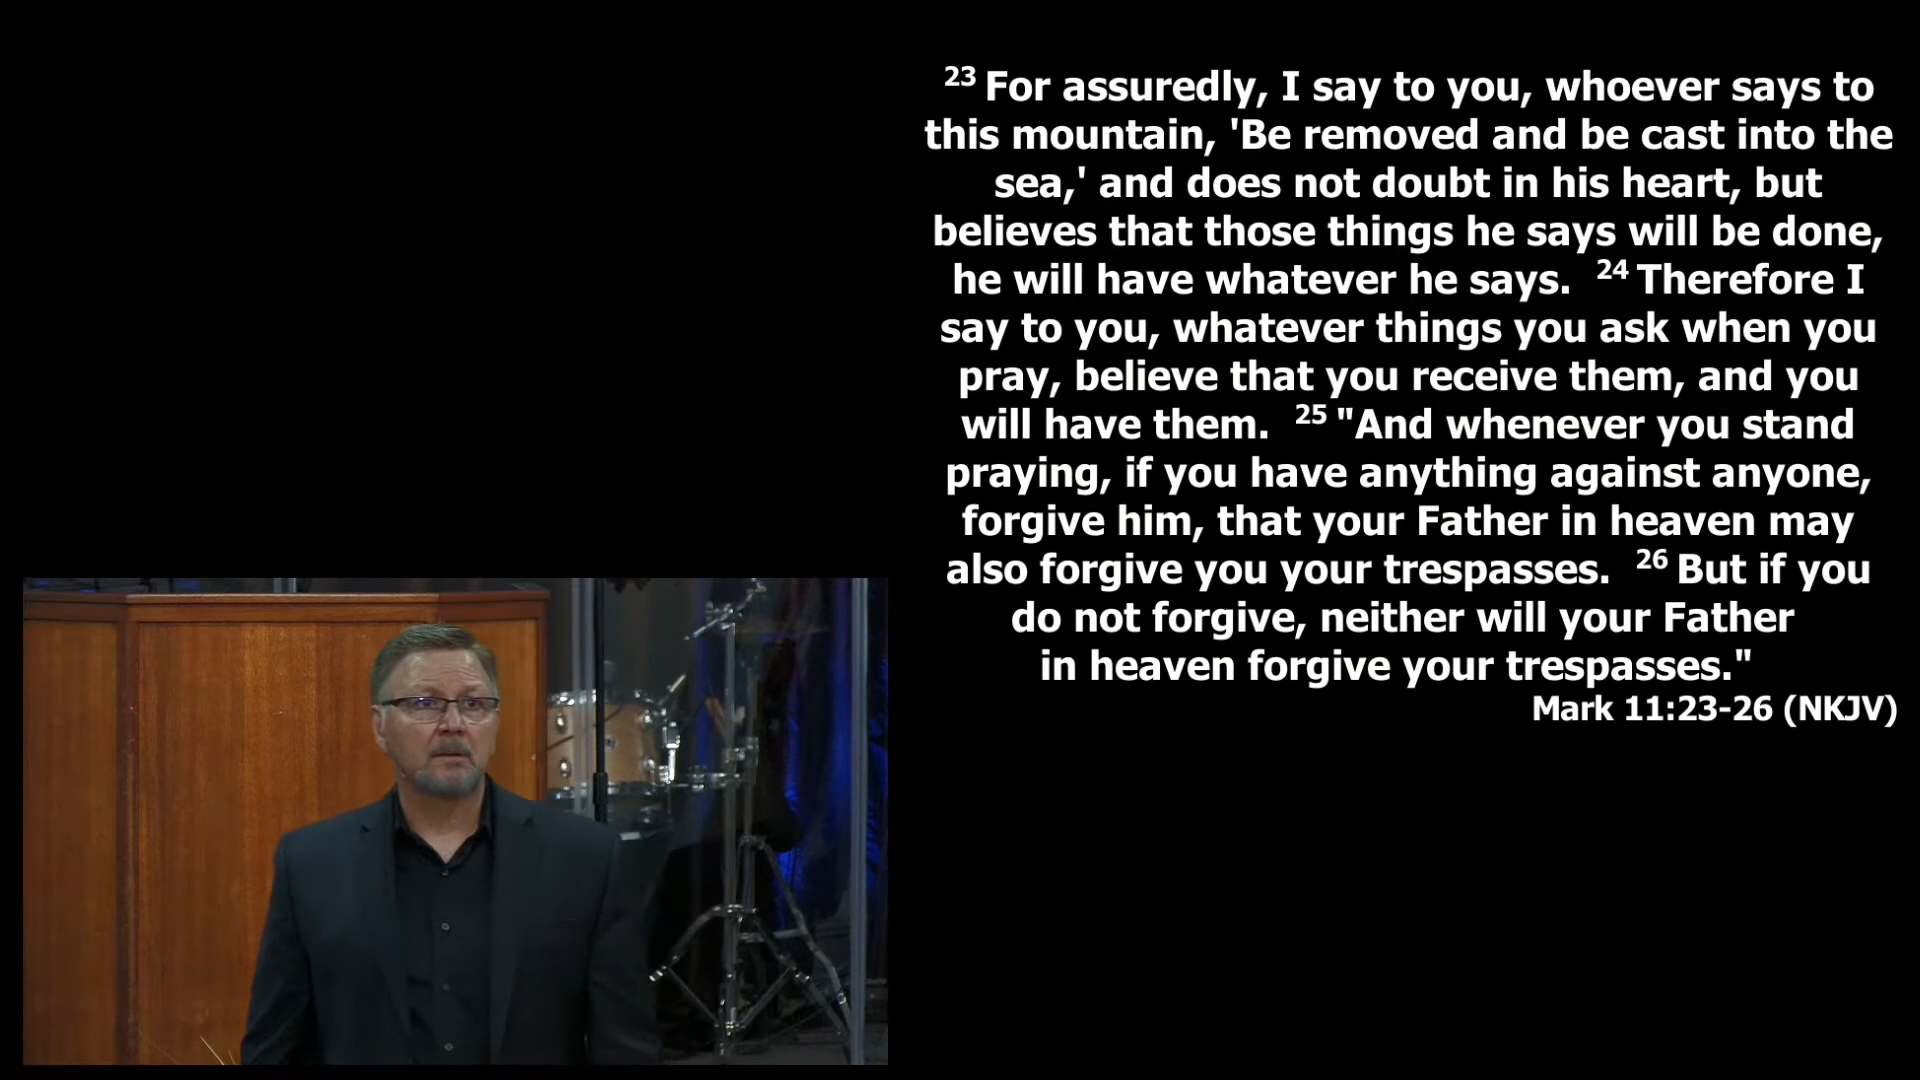 23 For assuredly, I say to you, whoever says to
this mountain, 'Be removed and be cast into the
sea,' and does not doubt in his heart, but
believes that those things he says will be done,
he will have whatever he says. 24 Therefore I
say to you, whatever things you ask when you
pray, believe that you receive them, and you
will have them. 25 "And whenever you stand
praying, if you have anything against anyone,
forgive him, that your Father in heaven may
also forgive you your trespasses. 26 But if you
do not forgive, neither will your Father
in heaven forgive your trespasses."
Mark 11:23-26 (NKJV)